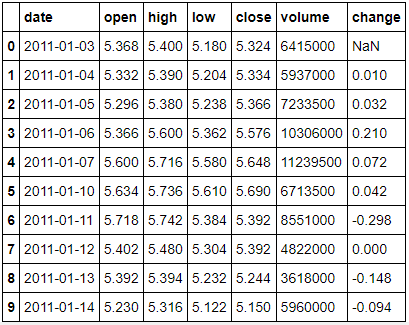 date open high low close volume change
0 2011-01-03 5.368 5.400 5.180 5.324 6415000 NaN
1 2011-01-04 5.332 5.390 5.204 5.334 5937000 0.010
2 2011-01-05 5.296 5.380 5.238 5.366 7233500 0.032
3 2011-01-06 5.366 5.600 5.362 5.576 10306000 0.210
4 2011-01-07 5.600 5.716 5.580 5.648 11239500 0.072
5 2011-01-10 5.634 5.736 5.610 5.690 6713500 0.042
6 2011-01-11 5.718 5.742 5.384 5.392 8551000 -0.298
7 2011-01-12 5.402 5.480 5.304 5.392 4822000 0.000
8 2011-01-13 5.392 5.394 5.232 5.244 3618000 -0.148
9 2011-01-14 5.230 5.316 5.122 5.150 5960000 -0.094